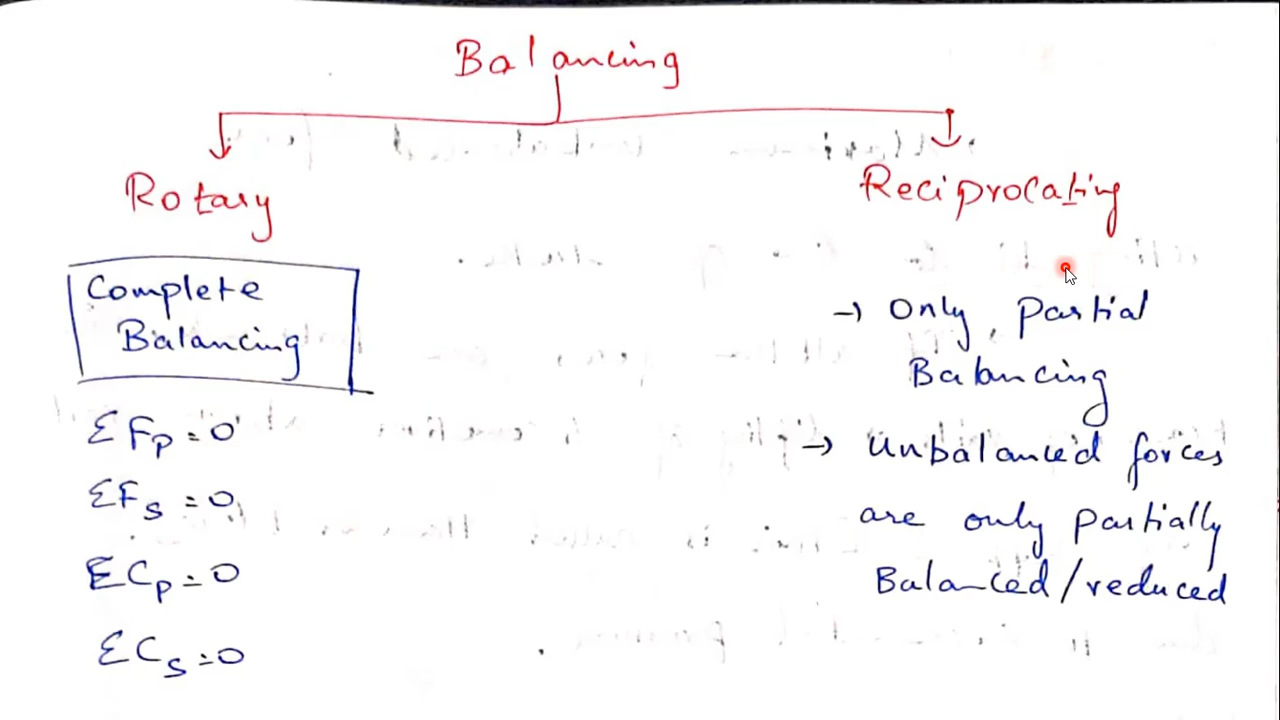 Balancing
Rotary
Reciprocating
Complete
Balancing
ΣFp = 0
ΣFs = 0
ΣCp = 0
ΣCs = 0
→ Only Partial
Balancing
→ Unbalanced forces
are only partially
Balanced/reduced